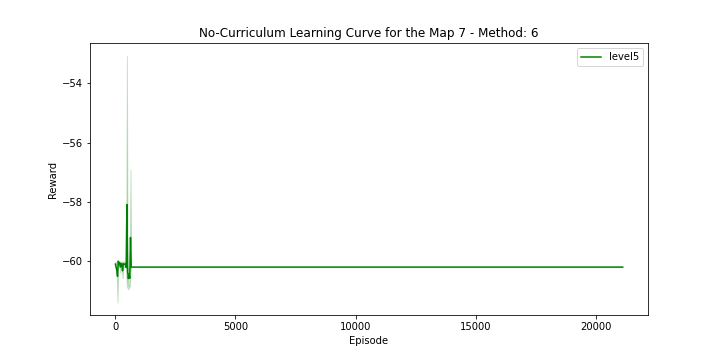 No-Curriculum Learning Curve for the Map 7 - Method: 6
level5
−54
−56
−58
−60
Reward
0
5000
10000
15000
20000
Episode